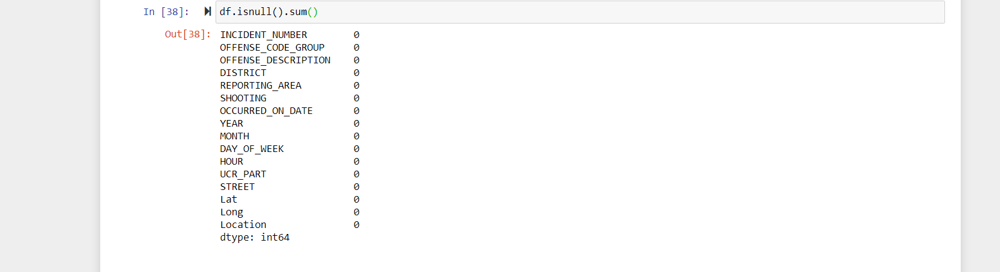 In [38]: df.isnull().sum()
Out[38]: INCIDENT_NUMBER 0
OFFENSE_CODE_GROUP 0
OFFENSE_DESCRIPTION 0
DISTRICT 0
REPORTING_AREA 0
SHOOTING 0
OCCURRED_ON_DATE 0
YEAR 0
MONTH 0
DAY_OF_WEEK 0
HOUR 0
UCR_PART 0
STREET 0
Lat 0
Long 0
Location 0
dtype: int64